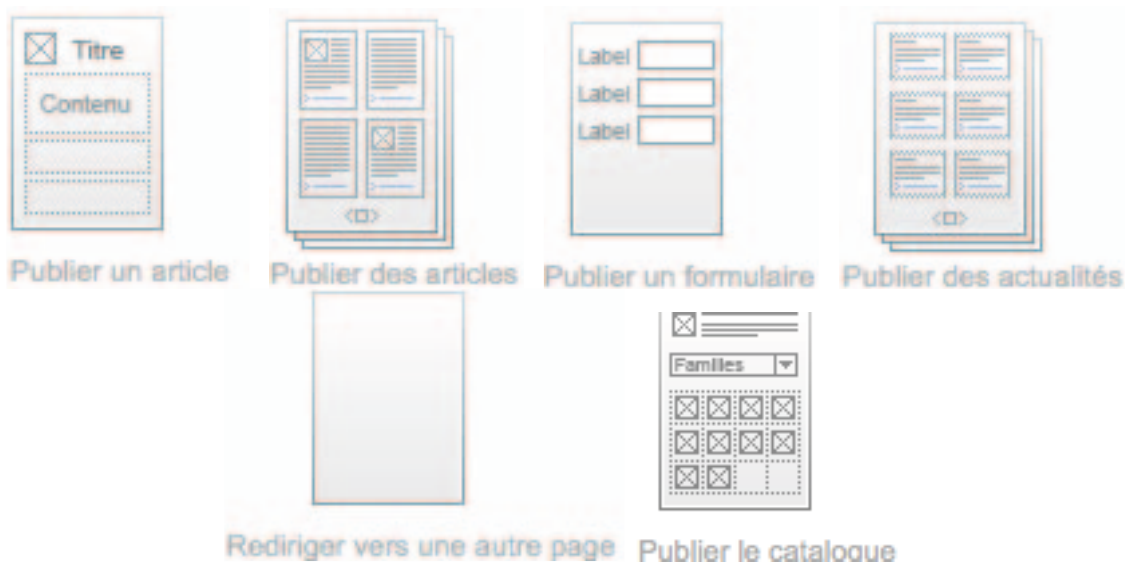 Titre
Contenu
Label
Label
Label
Publier un article
Publier des articles
Publier un formulaire
Publier des actualités
Familles
Rediriger vers une autre page
Publier le catalogue